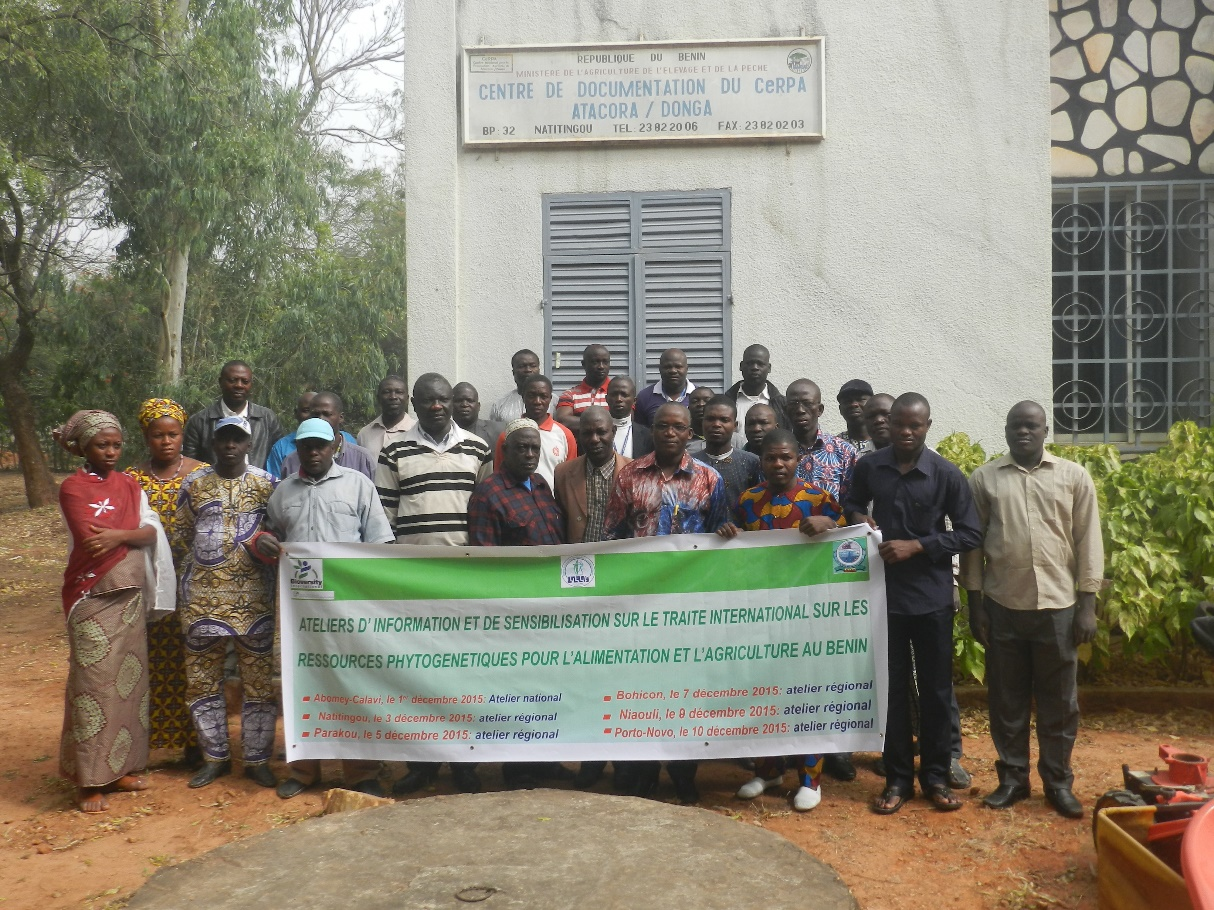 REPUBLIQUE DU BENIN
MINISTERE DE L'AGRICULTURE DE L'ELEVAGE ET DE LA PECHE
CENTRE DE DOCUMENTATION DU CeRPA
ATACORA / DONGA
BP: 32 NATITINGOU TEL. 23 82 20 06 FAX: 23 82 02 03
Bioversity
ATELIERS D' INFORMATION ET DE SENSIBILISATION SUR LE TRAITE INTERNATIONAL SUR LES
RESSOURCES PHYTOGENETIQUES POUR L'ALIMENTATION ET L'AGRICULTURE AU BENIN
Abomey-Calavi, le 1er décembre 2015: Atelier national
Natitingou, le 3 décembre 2015: atelier régional
Parakou, le 5 décembre 2015: atelier régional
Bohicon, le 7 décembre 2015: atelier régional
Niaouli, le 9 décembre 2015: atelier régional
Porto-Novo, le 10 décembre 2015: atelier régional